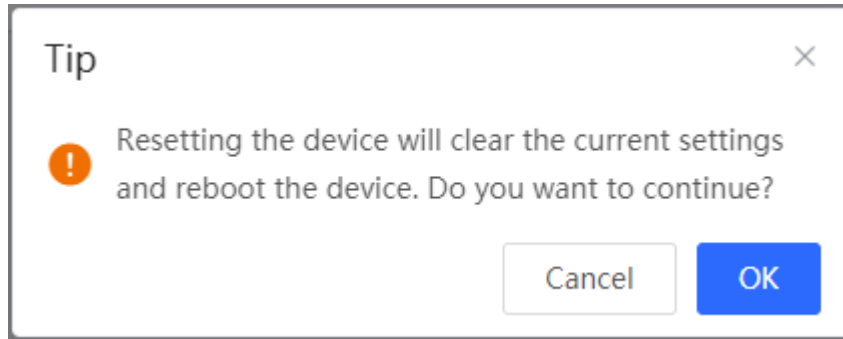 Tip
Resetting the device will clear the current settings
and reboot the device. Do you want to continue?
Cancel
OK